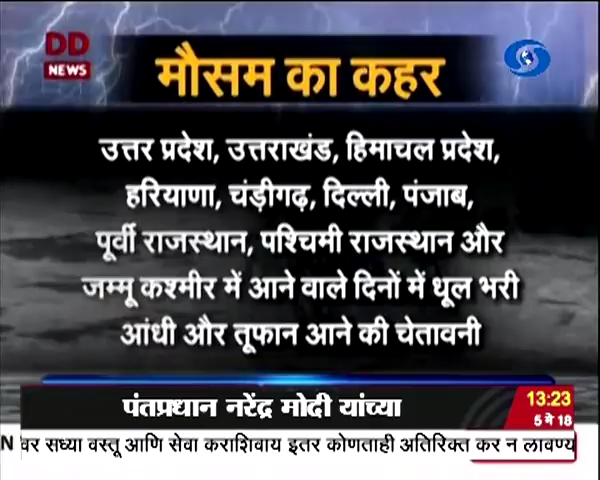 DD
NEWS
मौसम का कहर
उत्तर प्रदेश, उत्तराखंड, हिमाचल प्रदेश,
हरियाणा, चंड़ीगढ़, दिल्ली, पंजाब,
पूर्वी राजस्थान, पश्चिमी राजस्थान और
जम्मू कश्मीर में आने वाले दिनों में धूल भरी
आंधी और तूफान आने की चेतावनी
पंतप्रधान नरेंद्र मोदी यांच्या
13:23
5 मे 18
N वर सध्या वस्तू आणि सेवा कराशिवाय इतर कोणताही अतिरिक्त कर न लावण्य